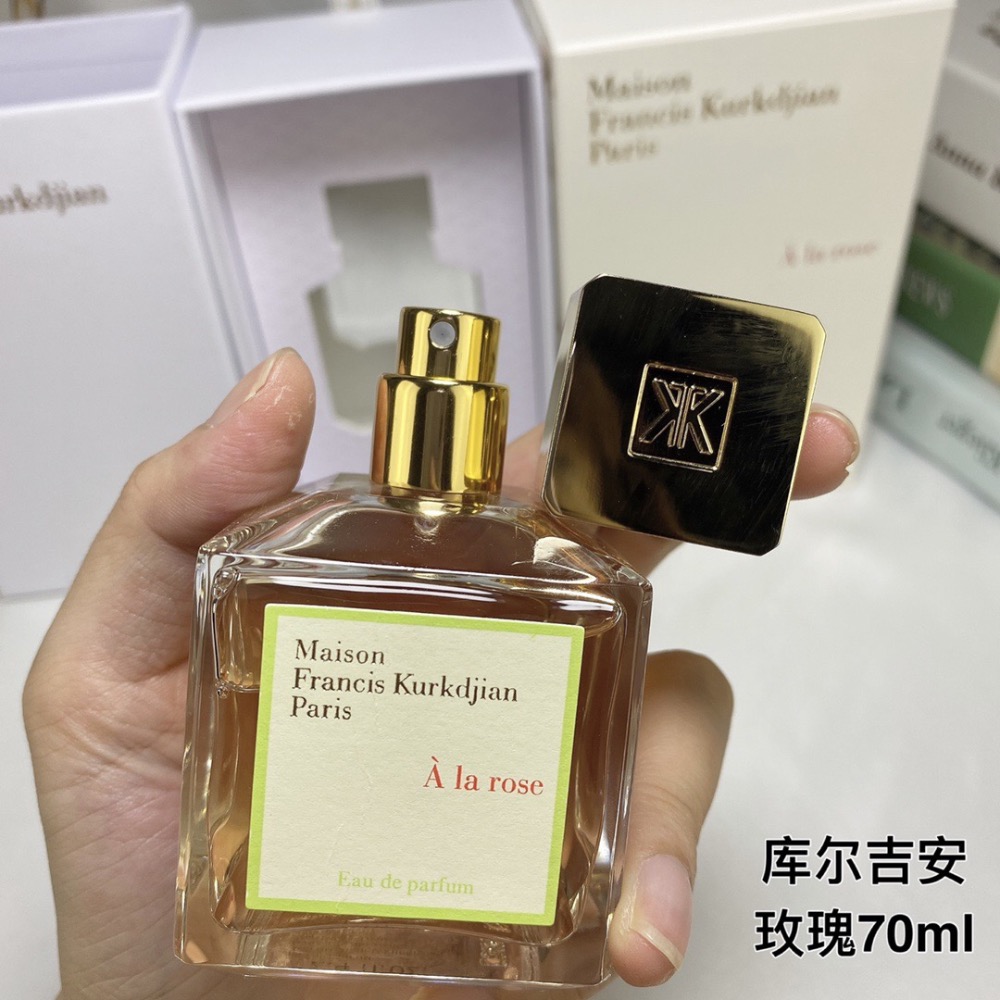 Maison
Francis Kurkdjian
Paris
À la rose
Maison
Francis Kurkdjian
Paris
À la rose
Eau de parfum
库尔吉安
玫瑰70ml